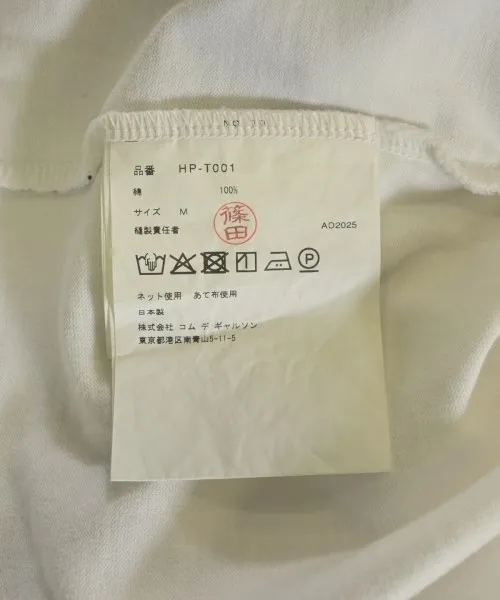 品番 HP-T001
綿 100%
サイズ M
篠田
縫製責任者
AD2025
P
ネット使用 あて布使用
日本製
株式会社 コム デ ギャルソン
東京都港区南青山5-11-5